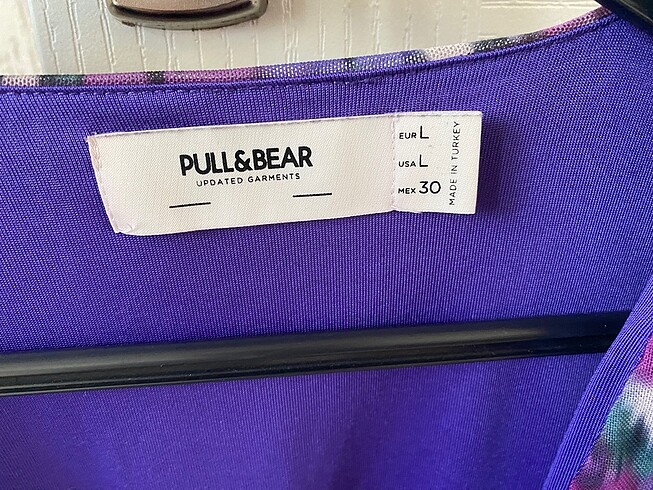 PULL&BEAR
UPDATED GARMENTS
EUR L
USA L
MEX 30
MADE IN TURKEY